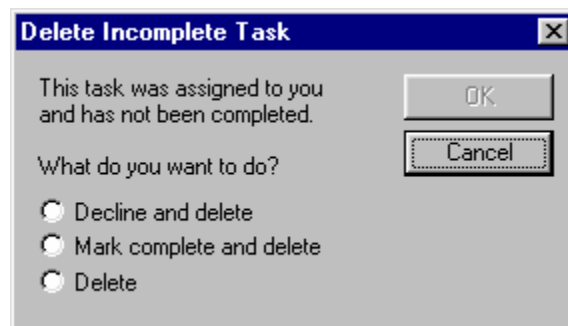 Delete Incomplete Task
This task was assigned to you
and has not been completed.
OK
Cancel
What do you want to do?
Decline and delete
Mark complete and delete
Delete